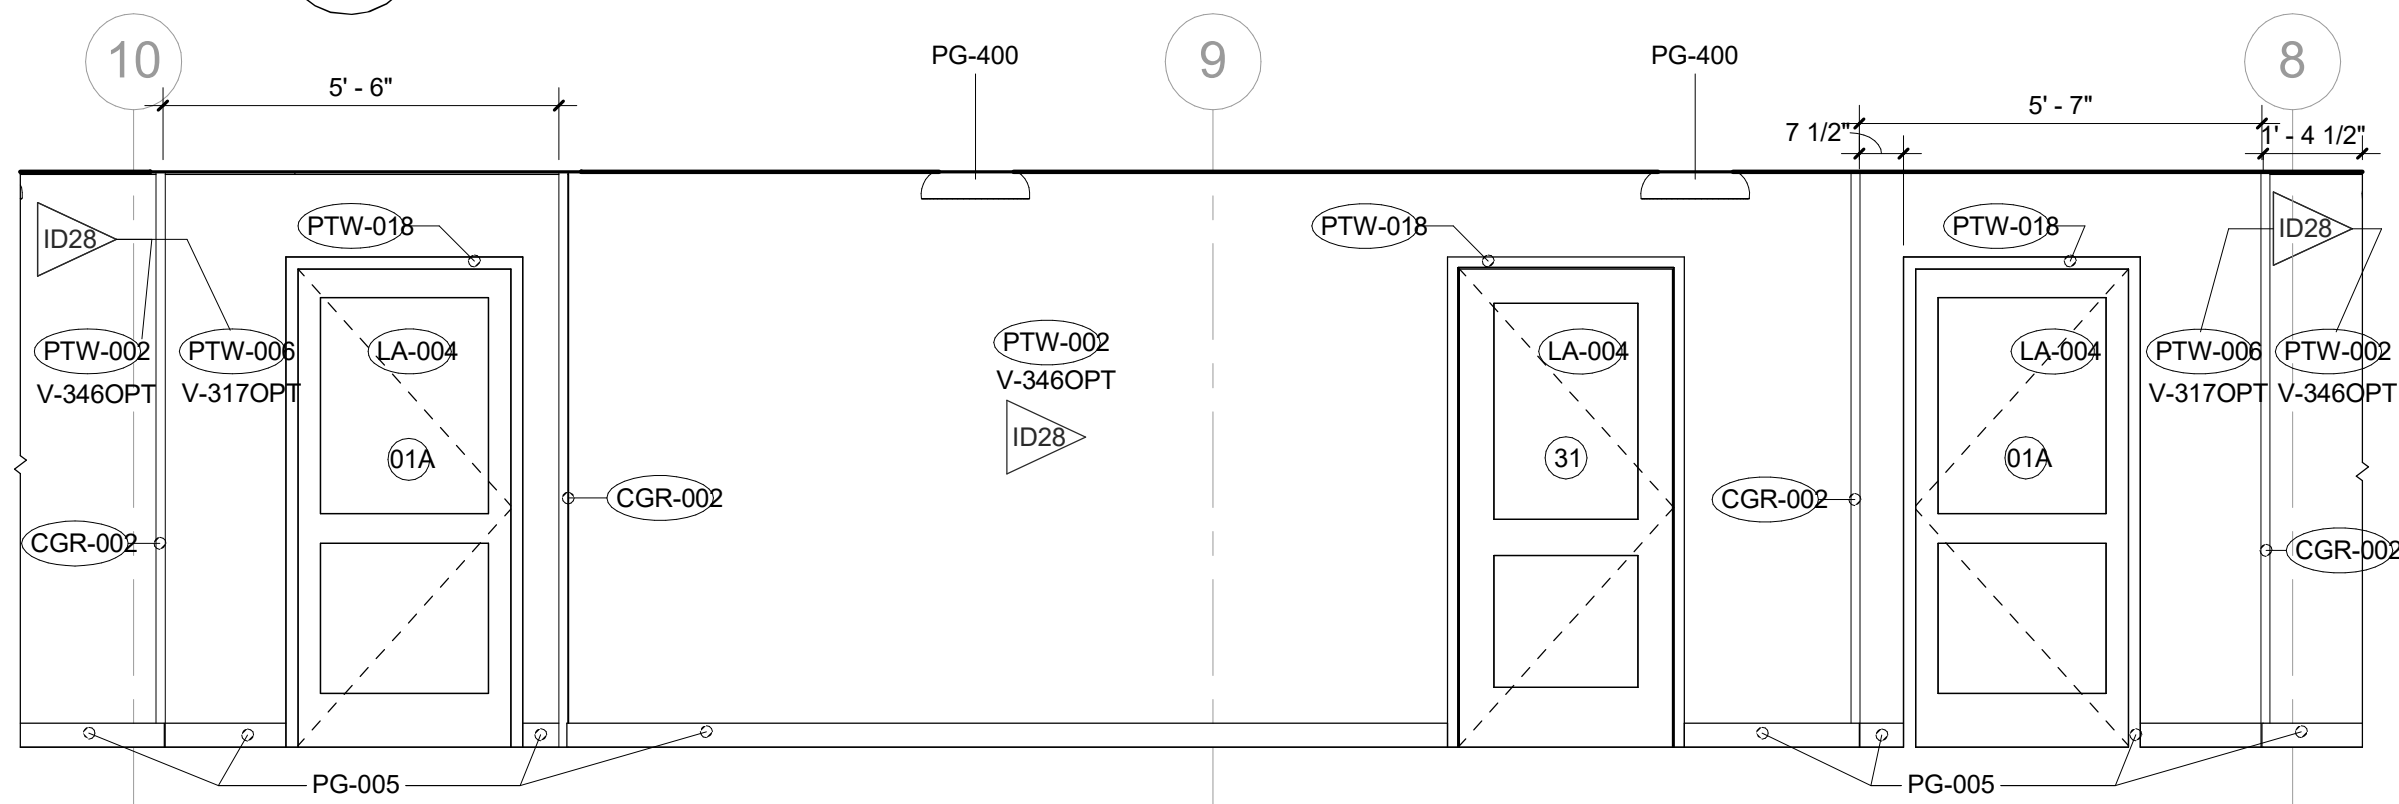 10
9
8
PG-400
PG-400
5' - 6"
5' - 7"
7 1/2"
1' - 4 1/2"
ID28
PTW-018
PTW-018
PTW-018
ID28
PTW-002
V-346OPT
PTW-006
V-317OPT
LA-004
PTW-002
V-346OPT
ID28
LA-004
LA-004
PTW-006
V-317OPT
PTW-002
V-346OPT
01A
31
01A
CGR-002
CGR-002
CGR-002
CGR-002
PG-005
PG-005